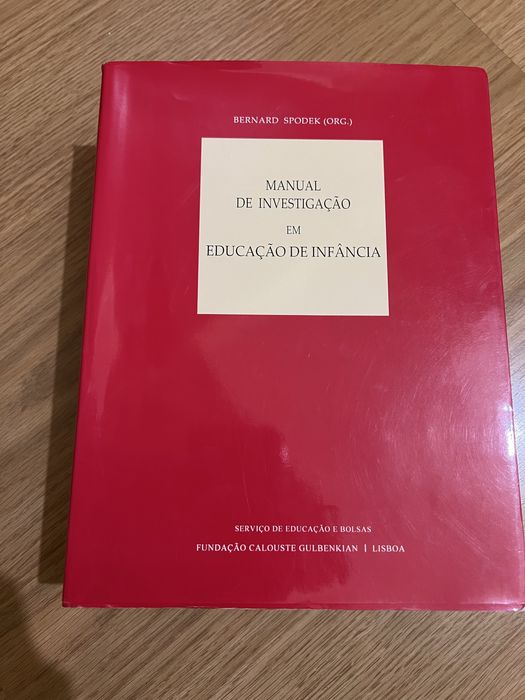 BERNARD SPODEK (ORG.)
MANUAL
DE INVESTIGAÇÃO
EM
EDUCAÇÃO DE INFÂNCIA
SERVIÇO DE EDUCAÇÃO E BOLSAS
FUNDAÇÃO CALOUSTE GULBENKIAN | LISBOA